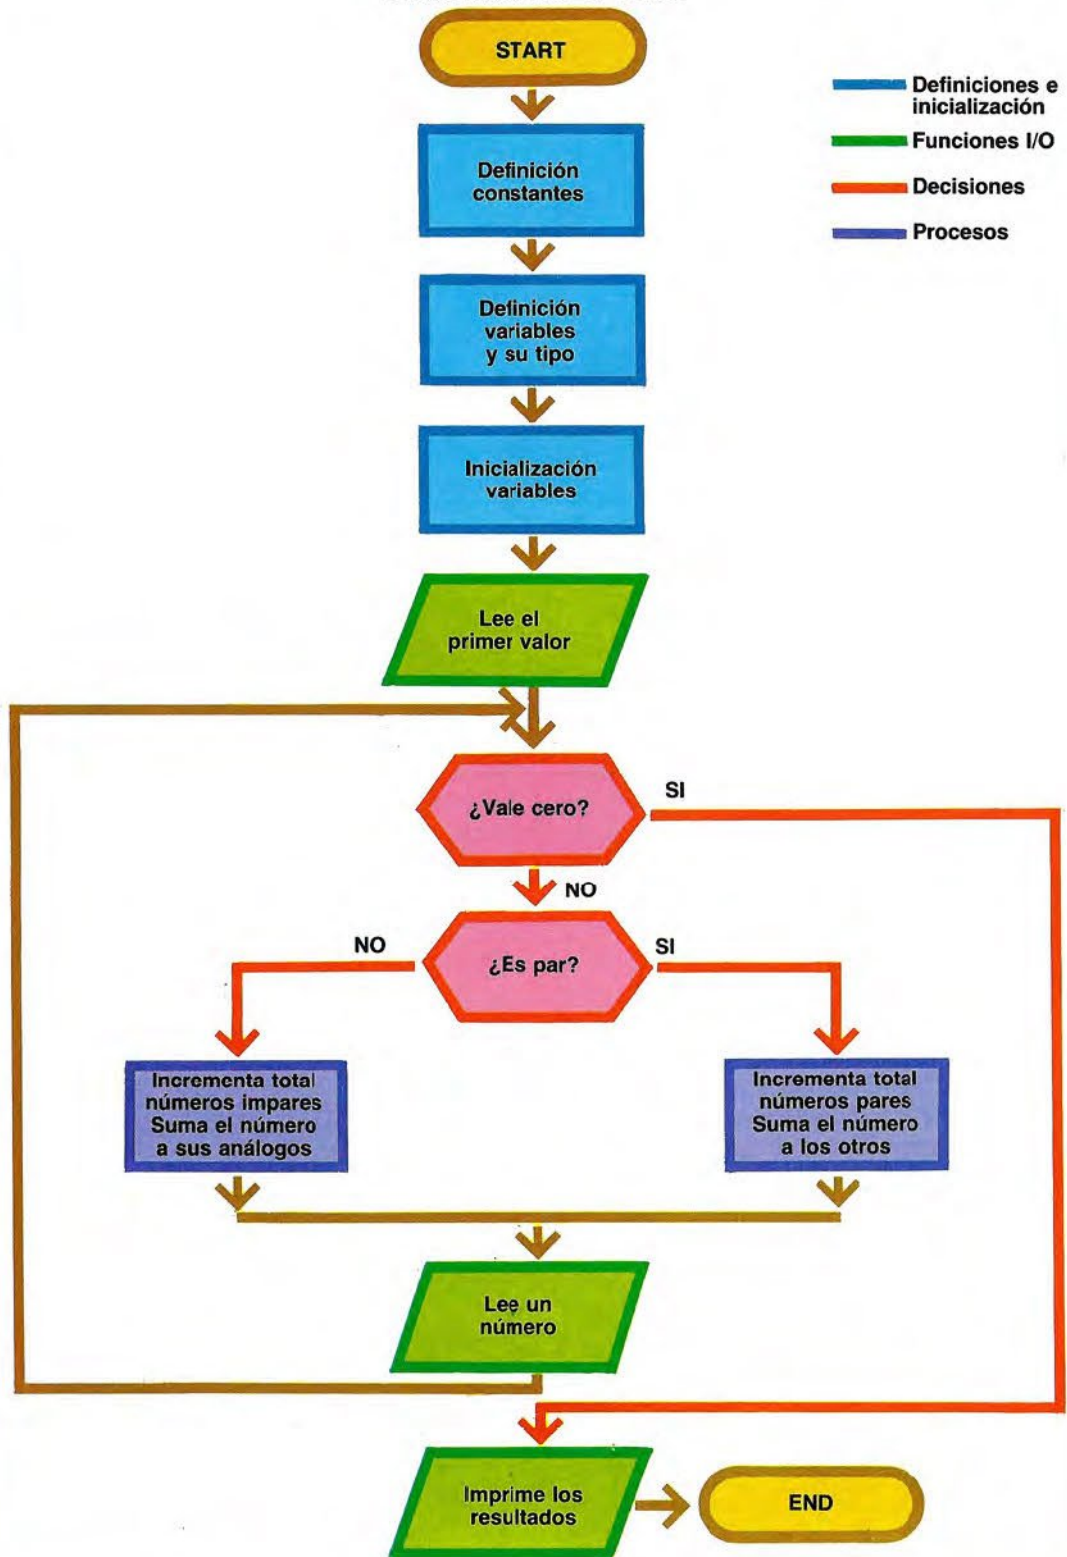 START
Definiciones e
inicialización
Funciones I/O
Decisiones
Procesos
Definición
constantes
Definición
variables
y su tipo
Inicialización
variables
Lee el
primer valor
¿Vale cero?
SI
NO
¿Es par?
NO
SI
Incrementa total
números impares
Suma el número
a sus análogos
Incrementa total
números pares
Suma el número
a los otros
Lee un
número
Imprime los
resultados
END